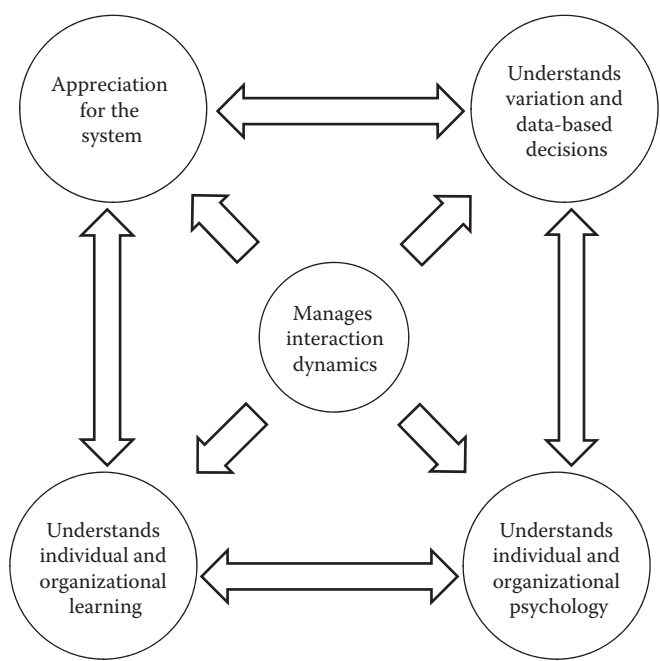 Appreciation
for the
system
Understands
variation and
data-based
decisions
Manages
interaction
dynamics
Understands
individual and
organizational
learning
Understands
individual and
organizational
psychology